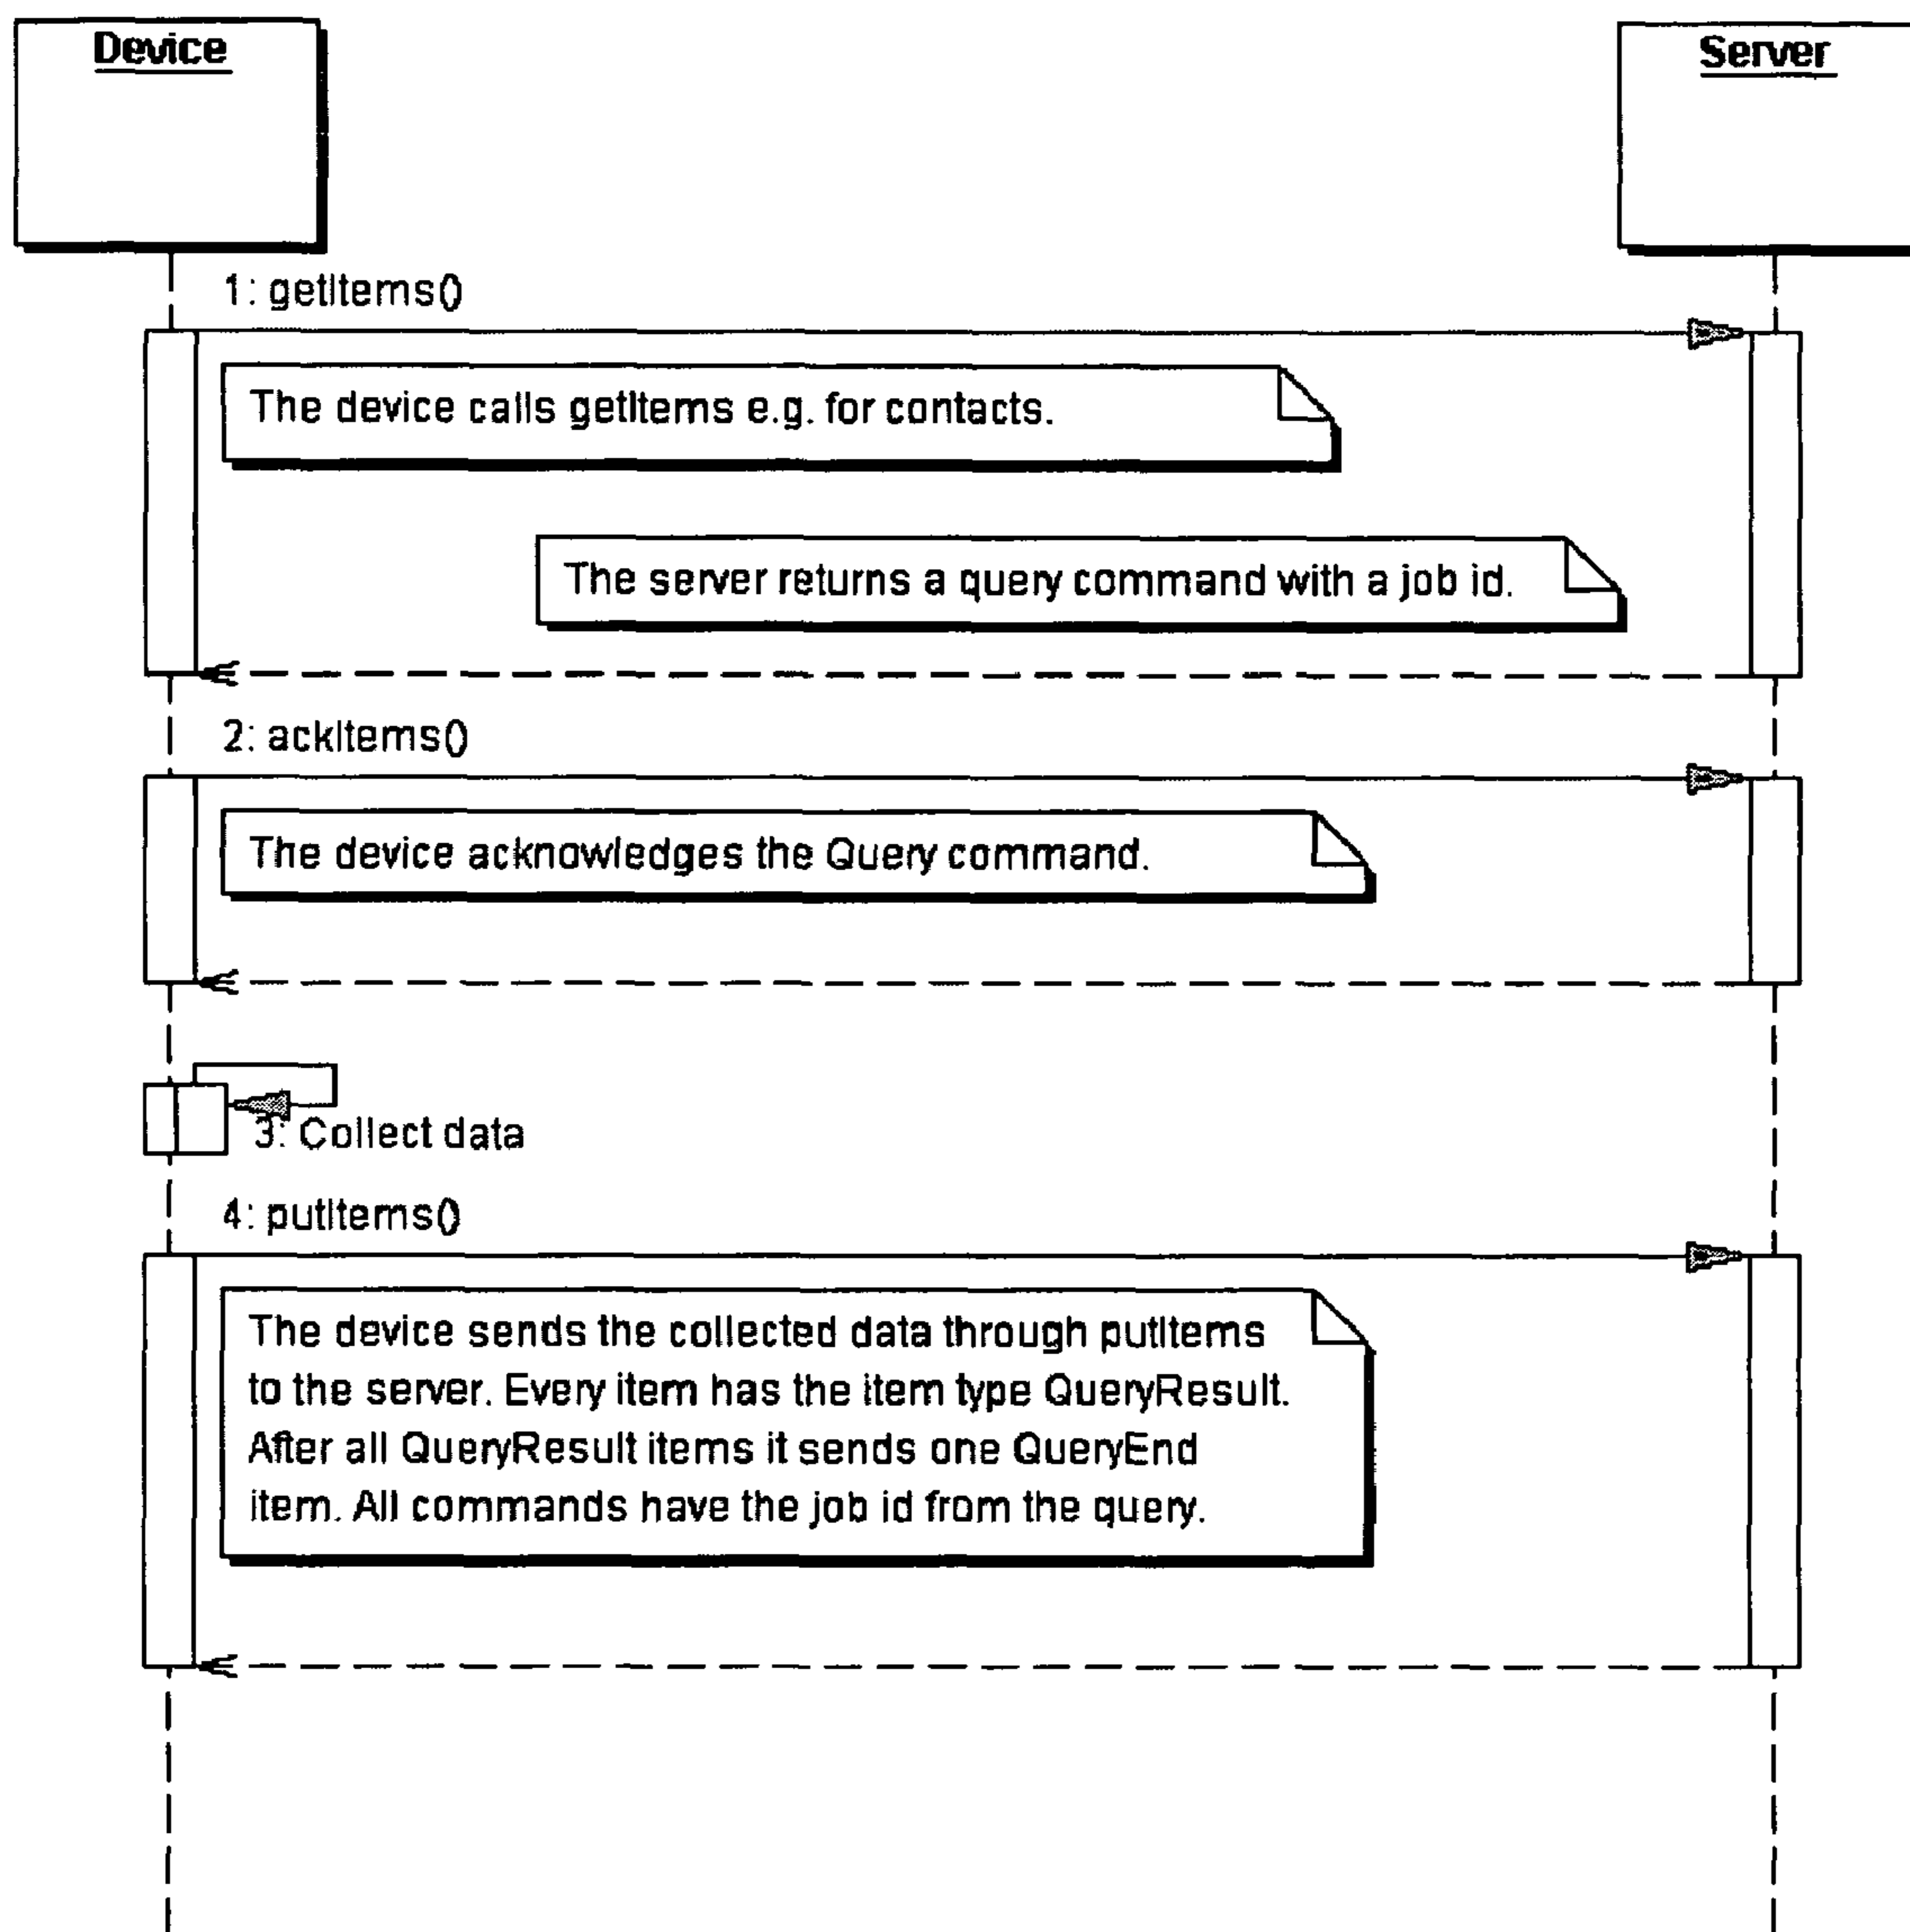 Device
Server
1: getItems()
The device calls getItems e.g. for contacts.
The server returns a query command with a job id.
2: ackItems()
The device acknowledges the Query command.
3: Collect data
4: putItems()
The device sends the collected data through putItems
to the server. Every item has the item type QueryResult.
After all QueryResult items it sends one QueryEnd
item. All commands have the job id from the query.